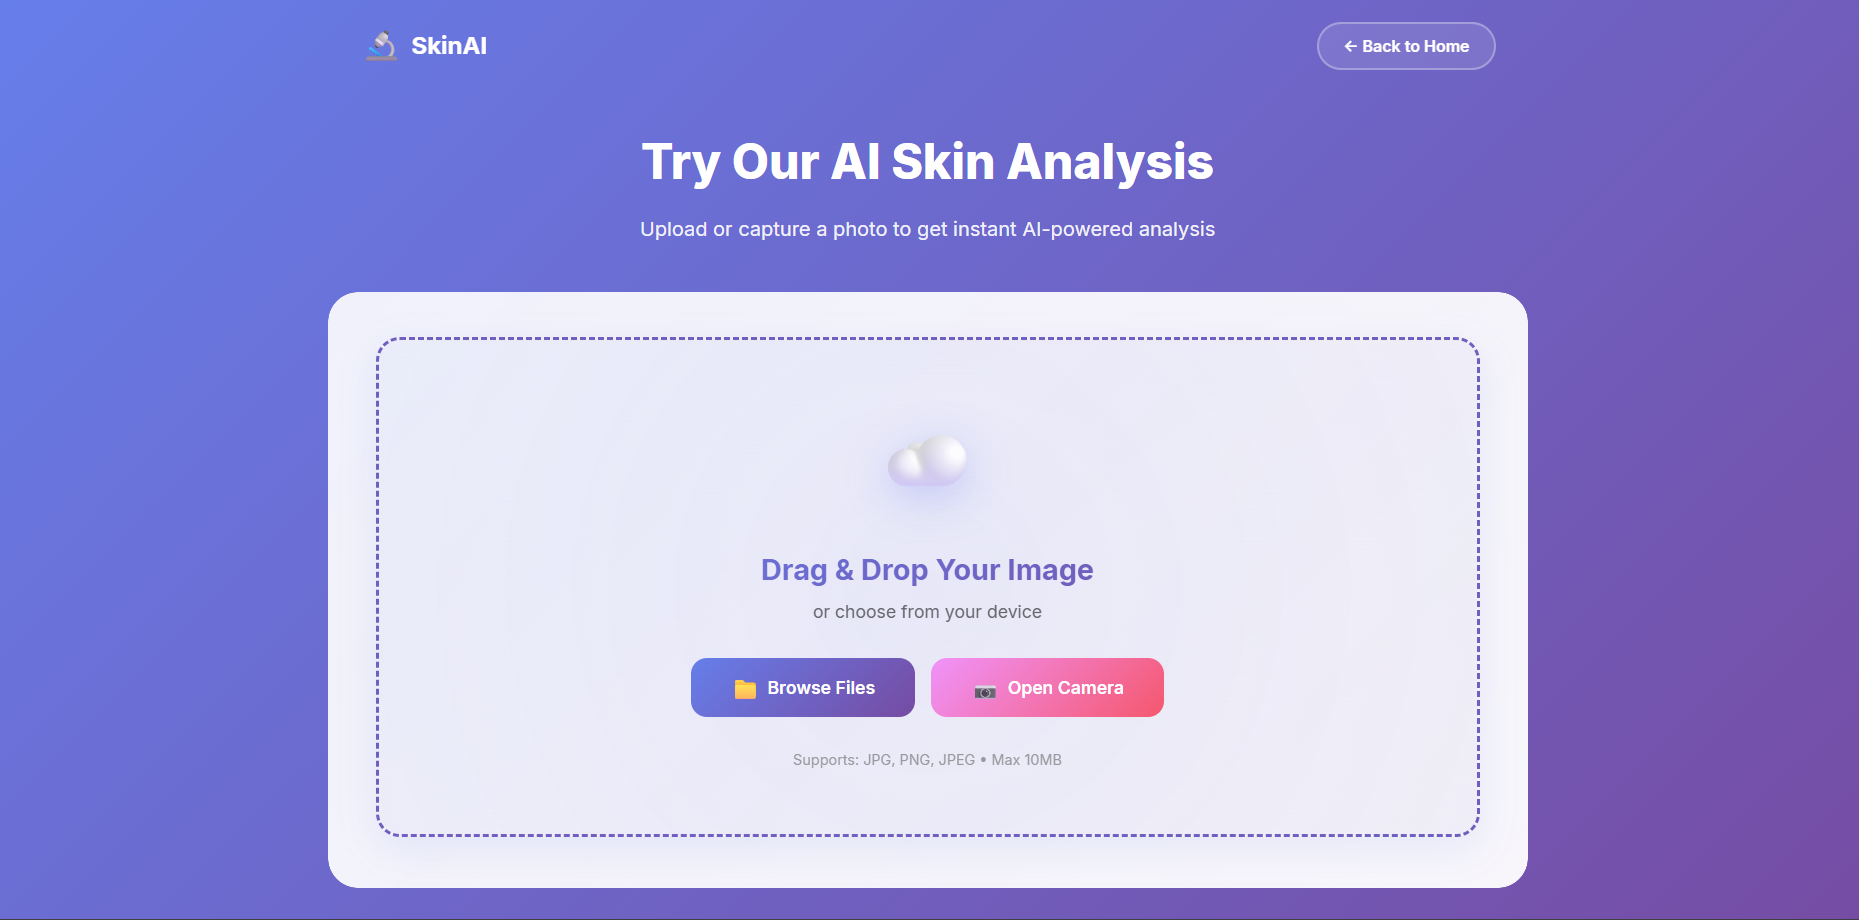 SkinAI
← Back to Home
Try Our AI Skin Analysis
Upload or capture a photo to get instant AI-powered analysis
Drag & Drop Your Image
or choose from your device
Browse Files
Open Camera
Supports: JPG, PNG, JPEG • Max 10MB